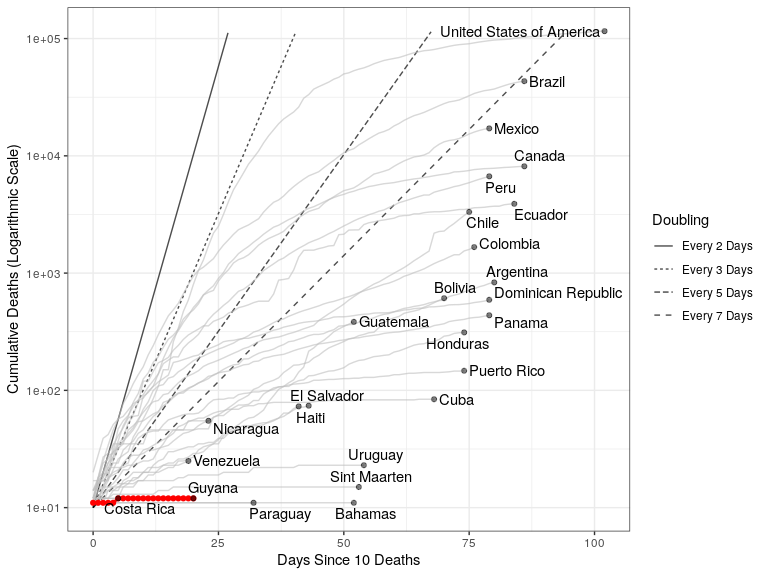 1e+05
1e+04
1e+03
1e+02
1e+01
Cumulative Deaths (Logarithmic Scale)
United States of America
Brazil
Mexico
Canada
Peru
Ecuador
Chile
Colombia
Argentina
Bolivia
Dominican Republic
Guatemala
Panama
Honduras
Puerto Rico
El Salvador
Cuba
Haiti
Nicaragua
Uruguay
Venezuela
Sint Maarten
Guyana
Costa Rica
Paraguay
Bahamas
0
25
50
75
100
Days Since 10 Deaths
Doubling
Every 2 Days
Every 3 Days
Every 5 Days
Every 7 Days